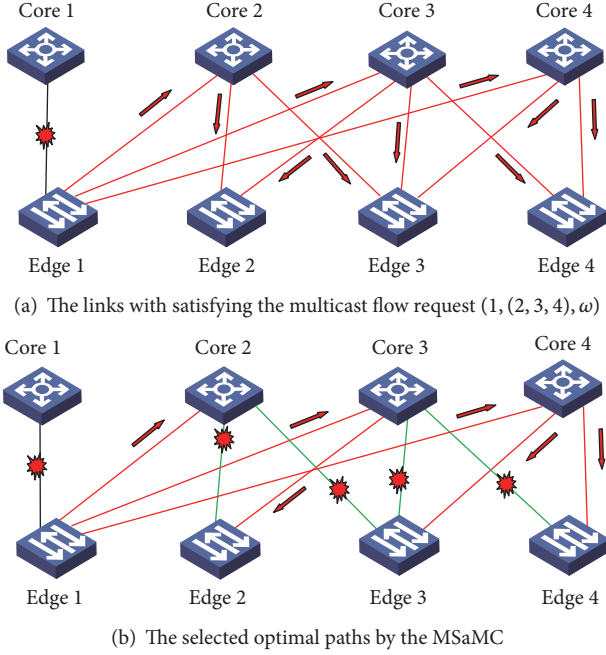 Core 1 Core 2 Core 3 Core 4
Edge 1 Edge 2 Edge 3 Edge 4
(a) The links with satisfying the multicast flow request (1, (2, 3, 4), ω)
Core 1 Core 2 Core 3 Core 4
Edge 1 Edge 2 Edge 3 Edge 4
(b) The selected optimal paths by the MSaMC